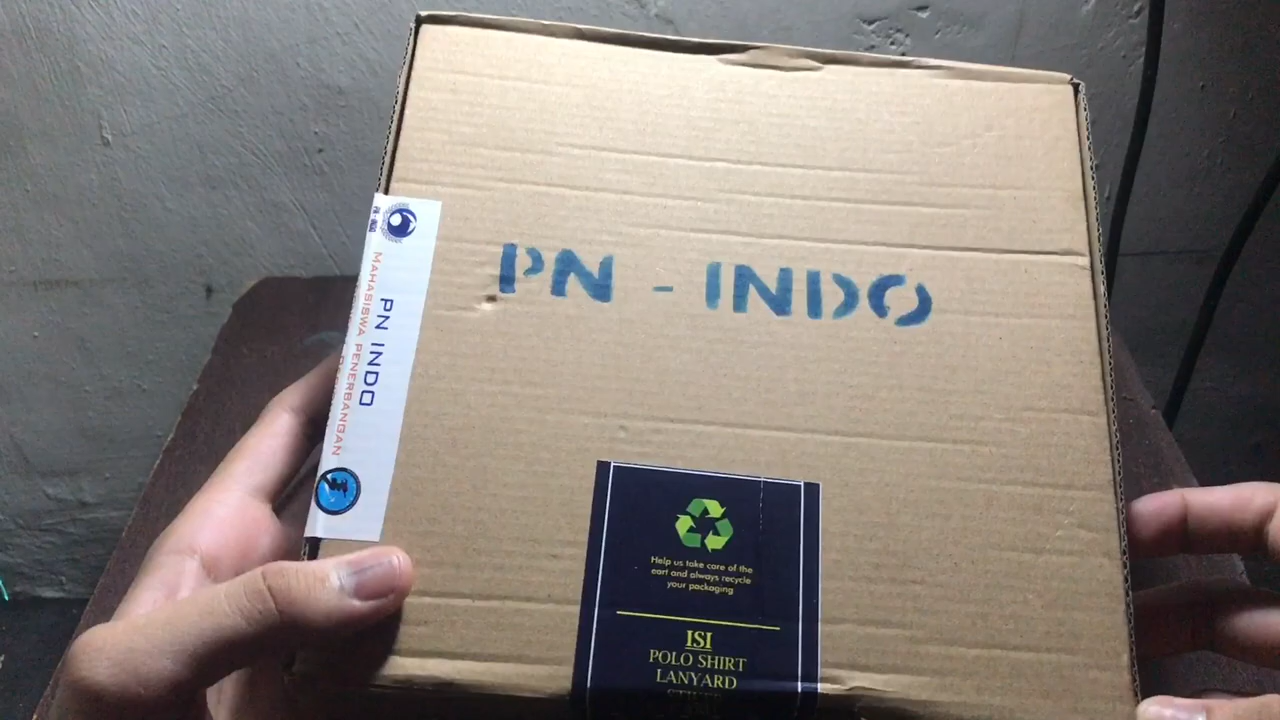 PN - INDO
PN INDO
MAHASISWA PENERBANGAN
Help us take care of the
eart and always recycle
your packaging
ISI
POLO SHIRT
LANYARD